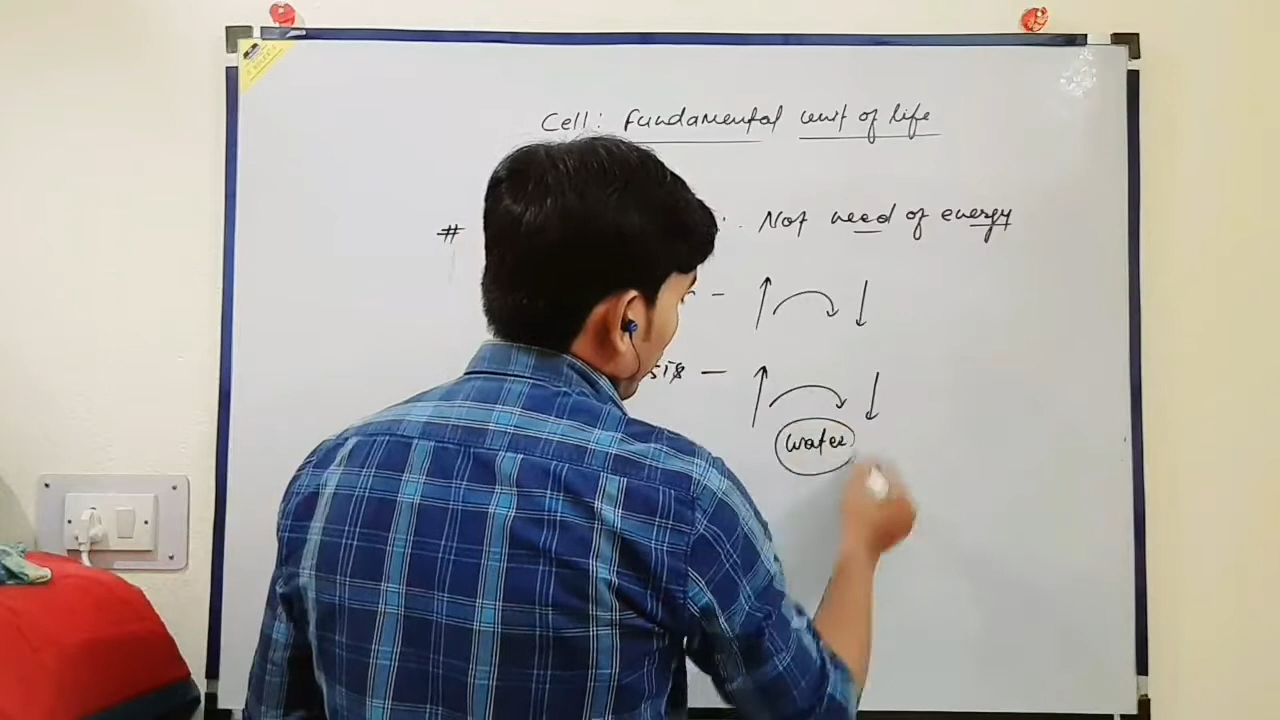 Cell: Fundamental unit of life
# : Not need of energy
–
sis –
water